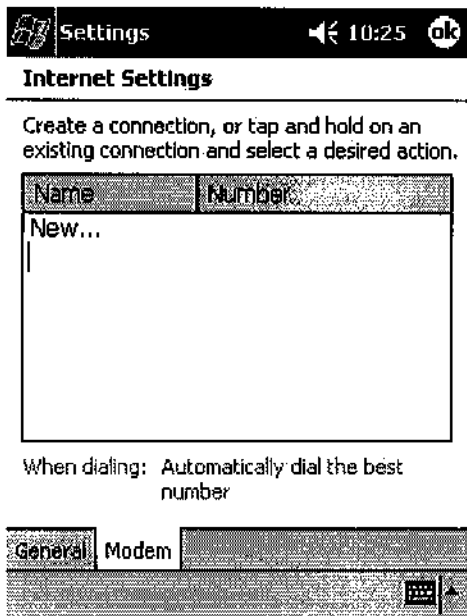 Settings 10:25 ok
Internet Settings
Create a connection, or tap and hold on an
existing connection and select a desired action.
Name Number
New...
When dialing: Automatically dial the best
number
General Modem